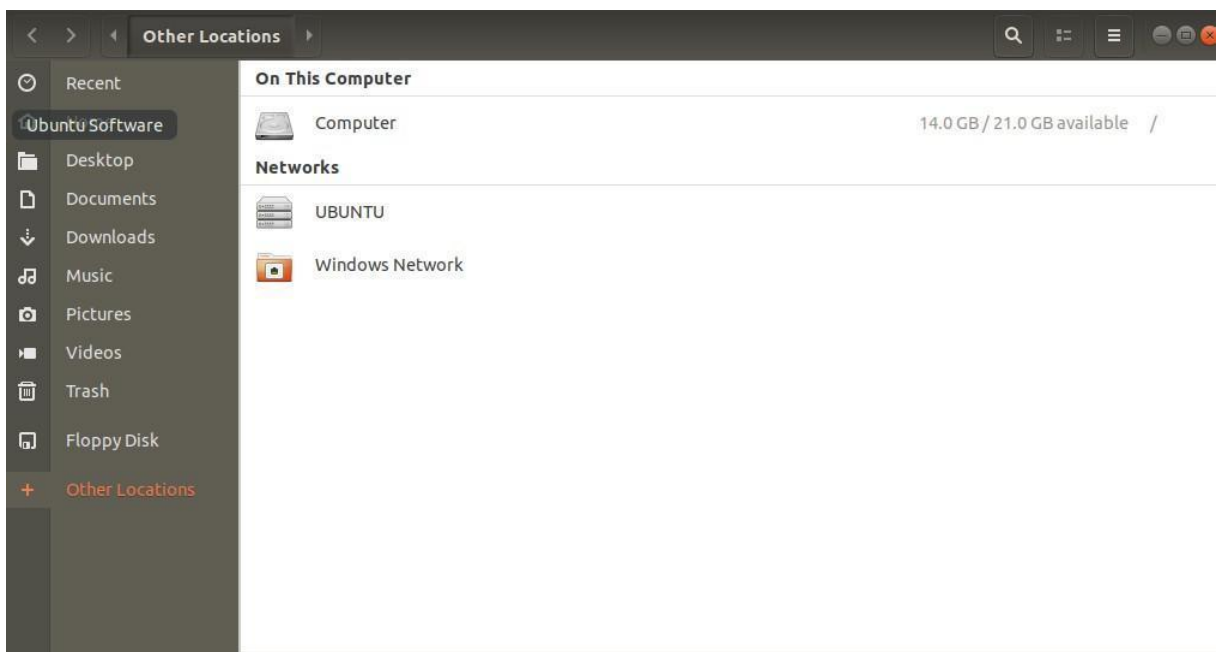 Other Locations
Recent
Ubuntu Software
Desktop
Documents
Downloads
Music
Pictures
Videos
Trash
Floppy Disk
Other Locations
On This Computer
Computer 14.0 GB / 21.0 GB available /
Networks
UBUNTU
Windows Network